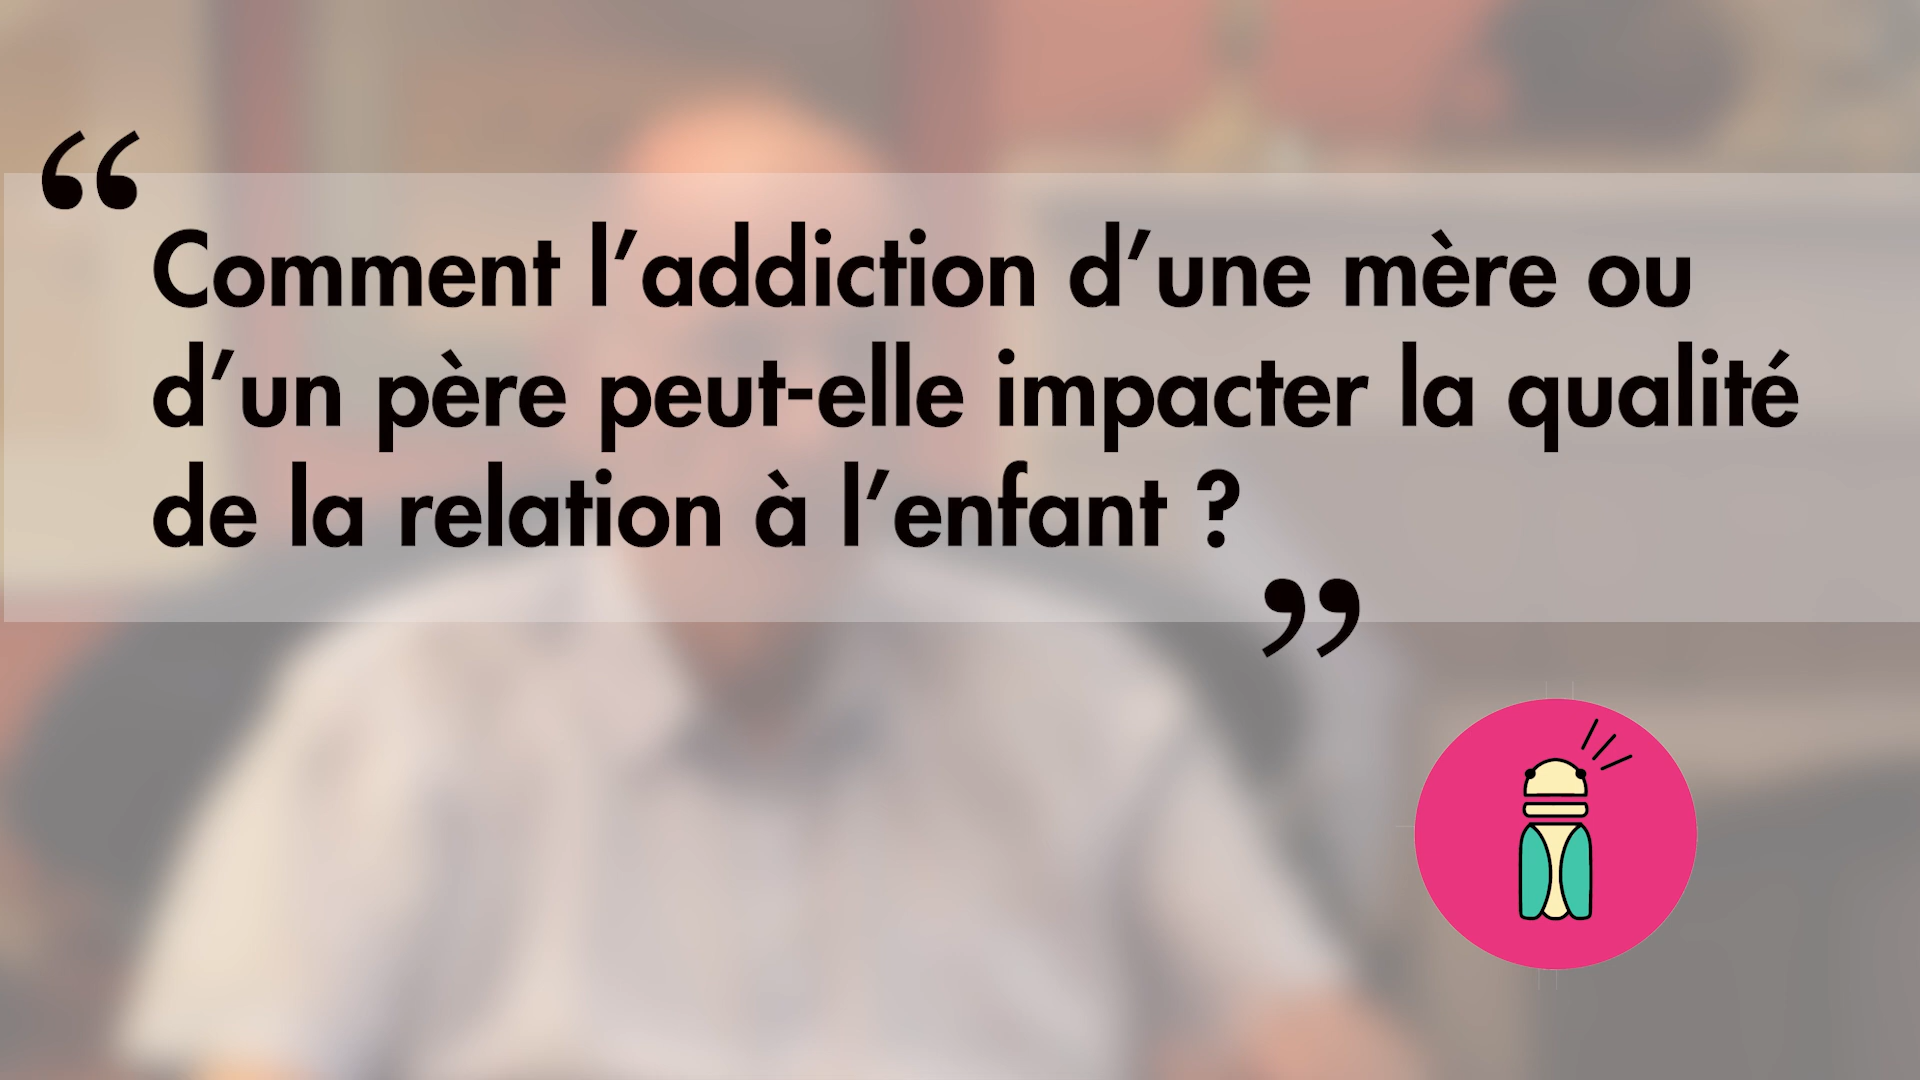 “Comment l’addiction d’une mère ou
d’un père peut-elle impacter la qualité
de la relation à l’enfant ?”